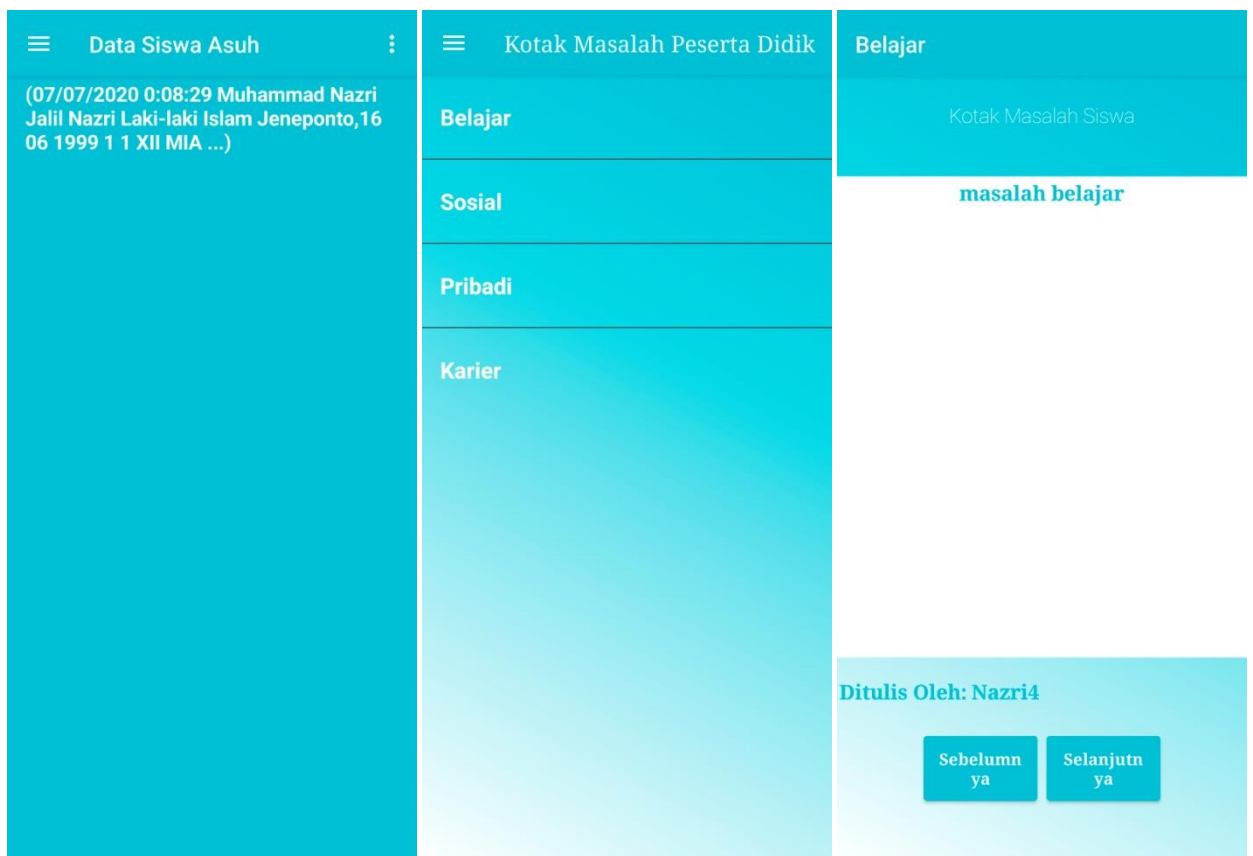 Data Siswa Asuh
(07/07/2020 0:08:29 Muhammad Nazri
Jalil Nazri Laki-laki Islam Jeneponto,16
06 1999 1 1 XII MIA ...)
Kotak Masalah Peserta Didik
Belajar
Sosial
Pribadi
Karier
Belajar
Kotak Masalah Siswa
masalah belajar
Ditulis Oleh: Nazri4
Sebelumn
ya
Selanjutn
ya